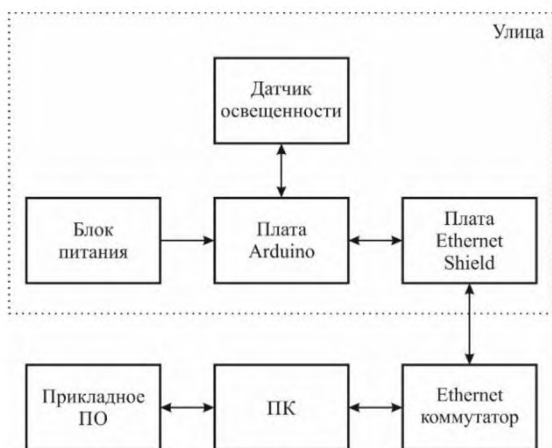 Улица
Датчик
освещенности
Блок
питания
Плата
Arduino
Плата
Ethernet
Shield
Прикладное
ПО
ПК
Ethernet
коммутатор